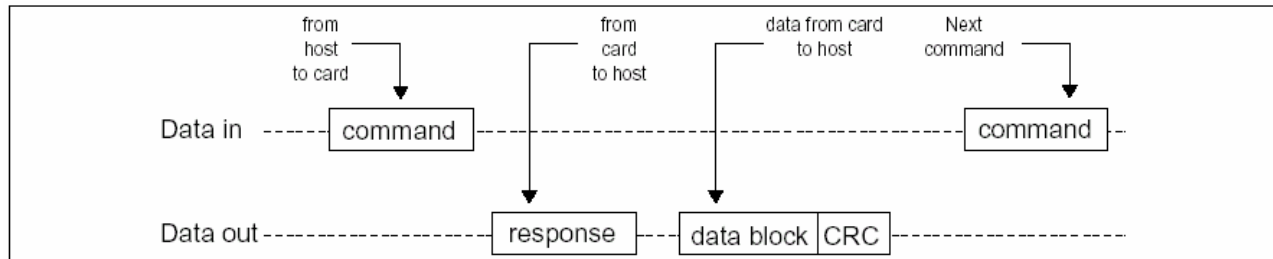 from
host
to card
from
card
to host
data from card
to host
Next
command
Data in
command
command
Data out
response
data block
CRC